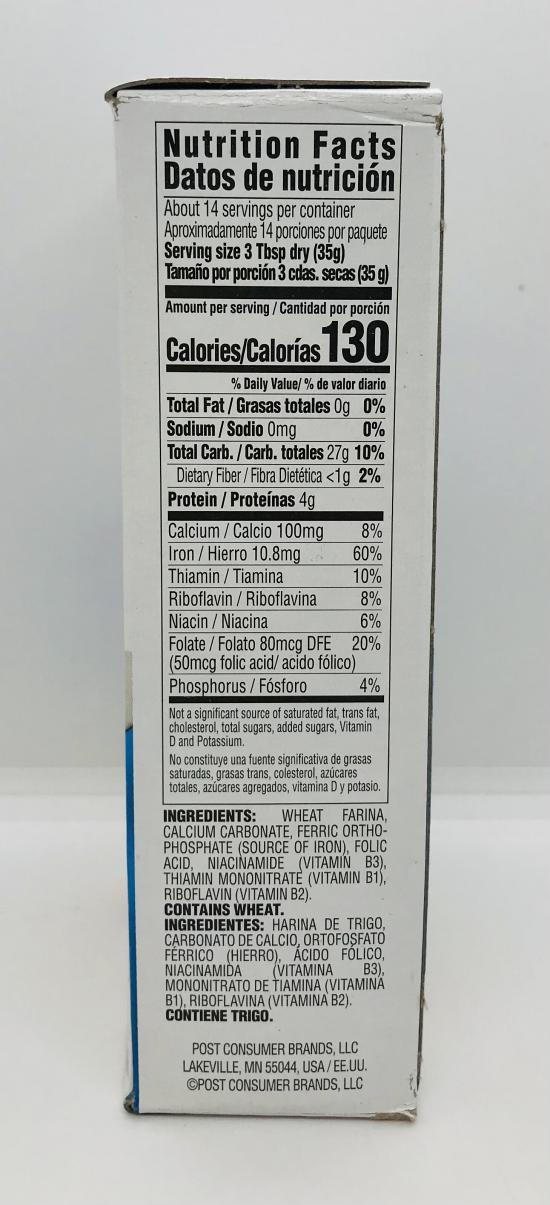 Nutrition Facts
Datos de nutrición
About 14 servings per container
Aproximadamente 14 porciones por paquete
Serving size 3 Tbsp dry (35g)
Tamaño por porción 3 cdas. secas (35 g)
Amount per serving / Cantidad por porción
Calories/Calorías 130
% Daily Value/ % de valor diario
Total Fat / Grasas totales 0g 0%
Sodium / Sodio 0mg 0%
Total Carb. / Carb. totales 27g 10%
Dietary Fiber / Fibra Dietética <1g 2%
Protein / Proteínas 4g
Calcium / Calcio 100mg 8%
Iron / Hierro 10.8mg 60%
Thiamin / Tiamina 10%
Riboflavin / Riboflavina 8%
Niacin / Niacina 6%
Folate / Folato 80mcg DFE 20%
(50mcg folic acid/ acido fólico)
Phosphorus / Fósforo 4%
Not a significant source of saturated fat, trans fat,
cholesterol, total sugars, added sugars, Vitamin
D and Potassium.
No constituye una fuente significativa de grasas
saturadas, grasas trans, colesterol, azúcares
totales, azúcares agregados, vitamina D y potasio.
INGREDIENTS: WHEAT FARINA,
CALCIUM CARBONATE, FERRIC ORTHO-
PHOSPHATE (SOURCE OF IRON), FOLIC
ACID, NIACINAMIDE (VITAMIN B3),
THIAMIN MONONITRATE (VITAMIN B1),
RIBOFLAVIN (VITAMIN B2).
CONTAINS WHEAT.
INGREDIENTES: HARINA DE TRIGO,
CARBONATO DE CALCIO, ORTOFOSFATO
FÉRRICO (HIERRO), ÁCIDO FÓLICO,
NIACINAMIDA (VITAMINA B3),
MONONITRATO DE TIAMINA (VITAMINA
B1), RIBOFLAVINA (VITAMINA B2).
CONTIENE TRIGO.
POST CONSUMER BRANDS, LLC
LAKEVILLE, MN 55044, USA / EE.UU.
©POST CONSUMER BRANDS, LLC